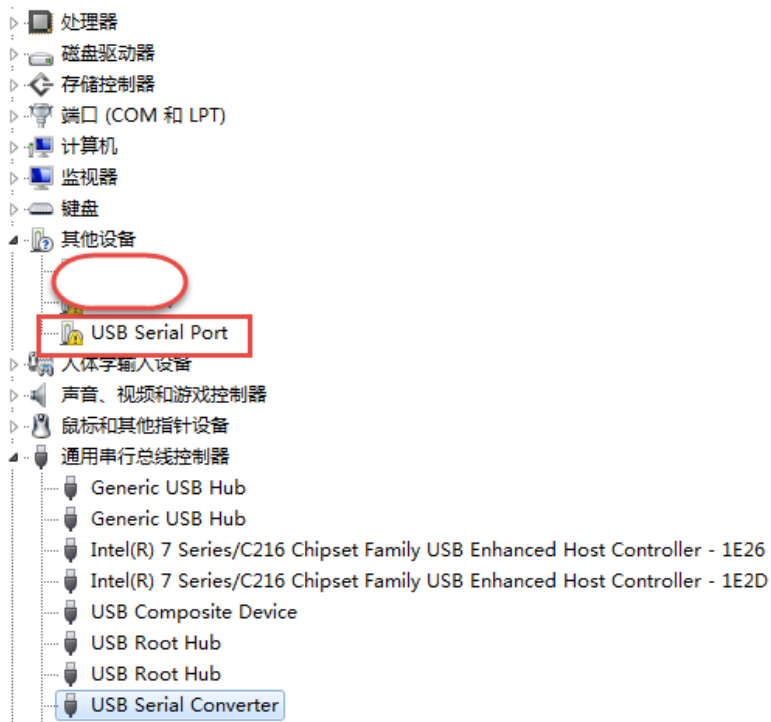 处理器
磁盘驱动器
存储控制器
端口 (COM 和 LPT)
计算机
监视器
键盘
其他设备
USB Serial Port
人体学输入设备
声音、视频和游戏控制器
鼠标和其他指针设备
通用串行总线控制器
Generic USB Hub
Generic USB Hub
Intel(R) 7 Series/C216 Chipset Family USB Enhanced Host Controller - 1E26
Intel(R) 7 Series/C216 Chipset Family USB Enhanced Host Controller - 1E2D
USB Composite Device
USB Root Hub
USB Root Hub
USB Serial Converter